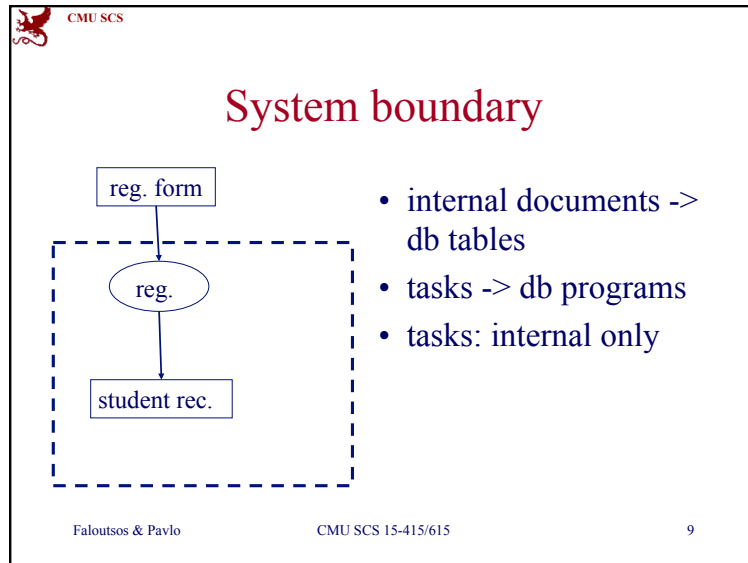 CMU SCS
System boundary
reg. form
reg.
student rec.
• internal documents ->
db tables
• tasks -> db programs
• tasks: internal only
Faloutsos & Pavlo
CMU SCS 15-415/615
9